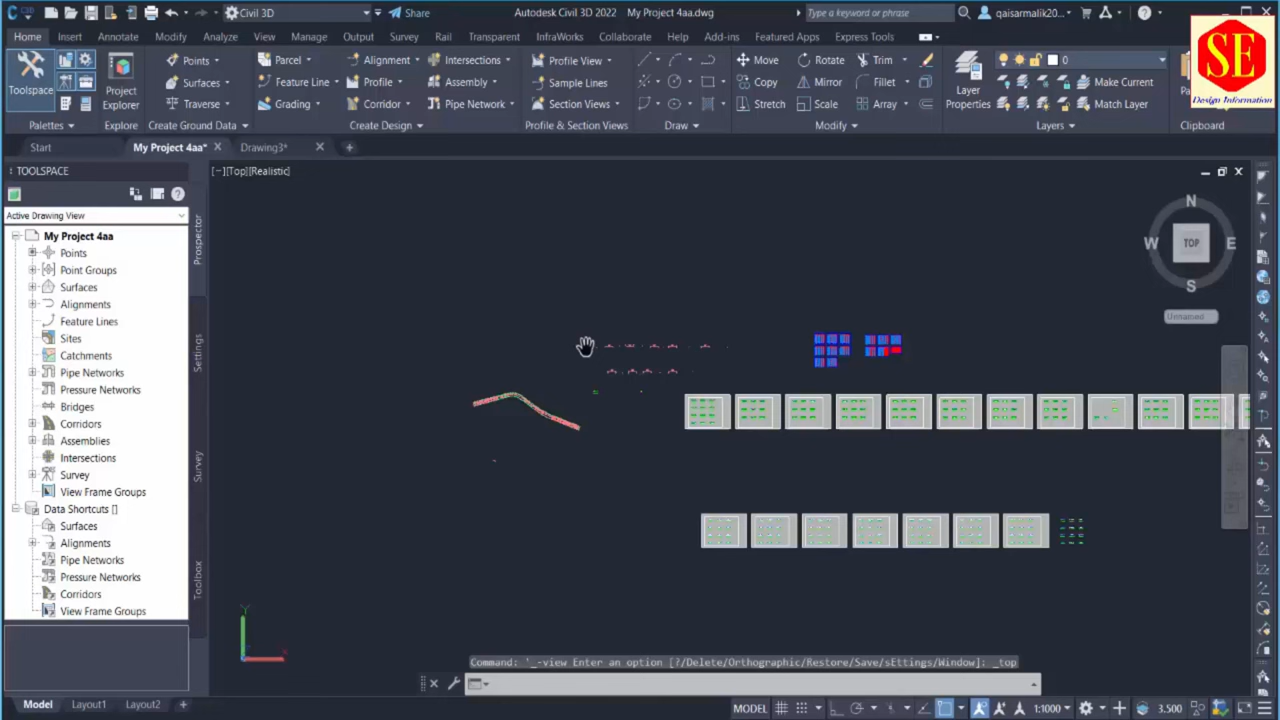 Civil 3D
Share
Autodesk Civil 3D 2022 My Project 4aa.dwg
Type a keyword or phrase
qaisarmalik20...
Home Insert Annotate Modify Analyze View Manage Output Survey Rail Transparent InfraWorks Collaborate Help Add-ins Featured Apps Express Tools
SE
Design Information
Toolspace
Project
Explorer
Points
Surfaces
Traverse
Parcel
Feature Line
Grading
Alignment
Profile
Corridor
Intersections
Assembly
Pipe Network
Profile View
Sample Lines
Section Views
Move
Copy
Stretch
Rotate
Mirror
Scale
Trim
Fillet
Array
Layer
Properties
0
Make Current
Match Layer
Palettes Explore Create Ground Data Create Design Profile & Section Views Draw Modify Layers Clipboard
Start My Project 4aa* Drawing3*
TOOLSPACE
Active Drawing View
My Project 4aa
Points
Point Groups
Surfaces
Alignments
Feature Lines
Sites
Catchments
Pipe Networks
Pressure Networks
Bridges
Corridors
Assemblies
Intersections
Survey
View Frame Groups
Data Shortcuts []
Surfaces
Alignments
Pipe Networks
Pressure Networks
Corridors
View Frame Groups
Prospector
Settings
Survey
Toolbox
[−][Top][Realistic]
N
W TOP E
S
Unnamed
Y
X
Command: '_-view Enter an option [?/Delete/Orthographic/Restore/Save/sEttings/Window]: _top
Model Layout1 Layout2
MODEL
1:1000
3.500